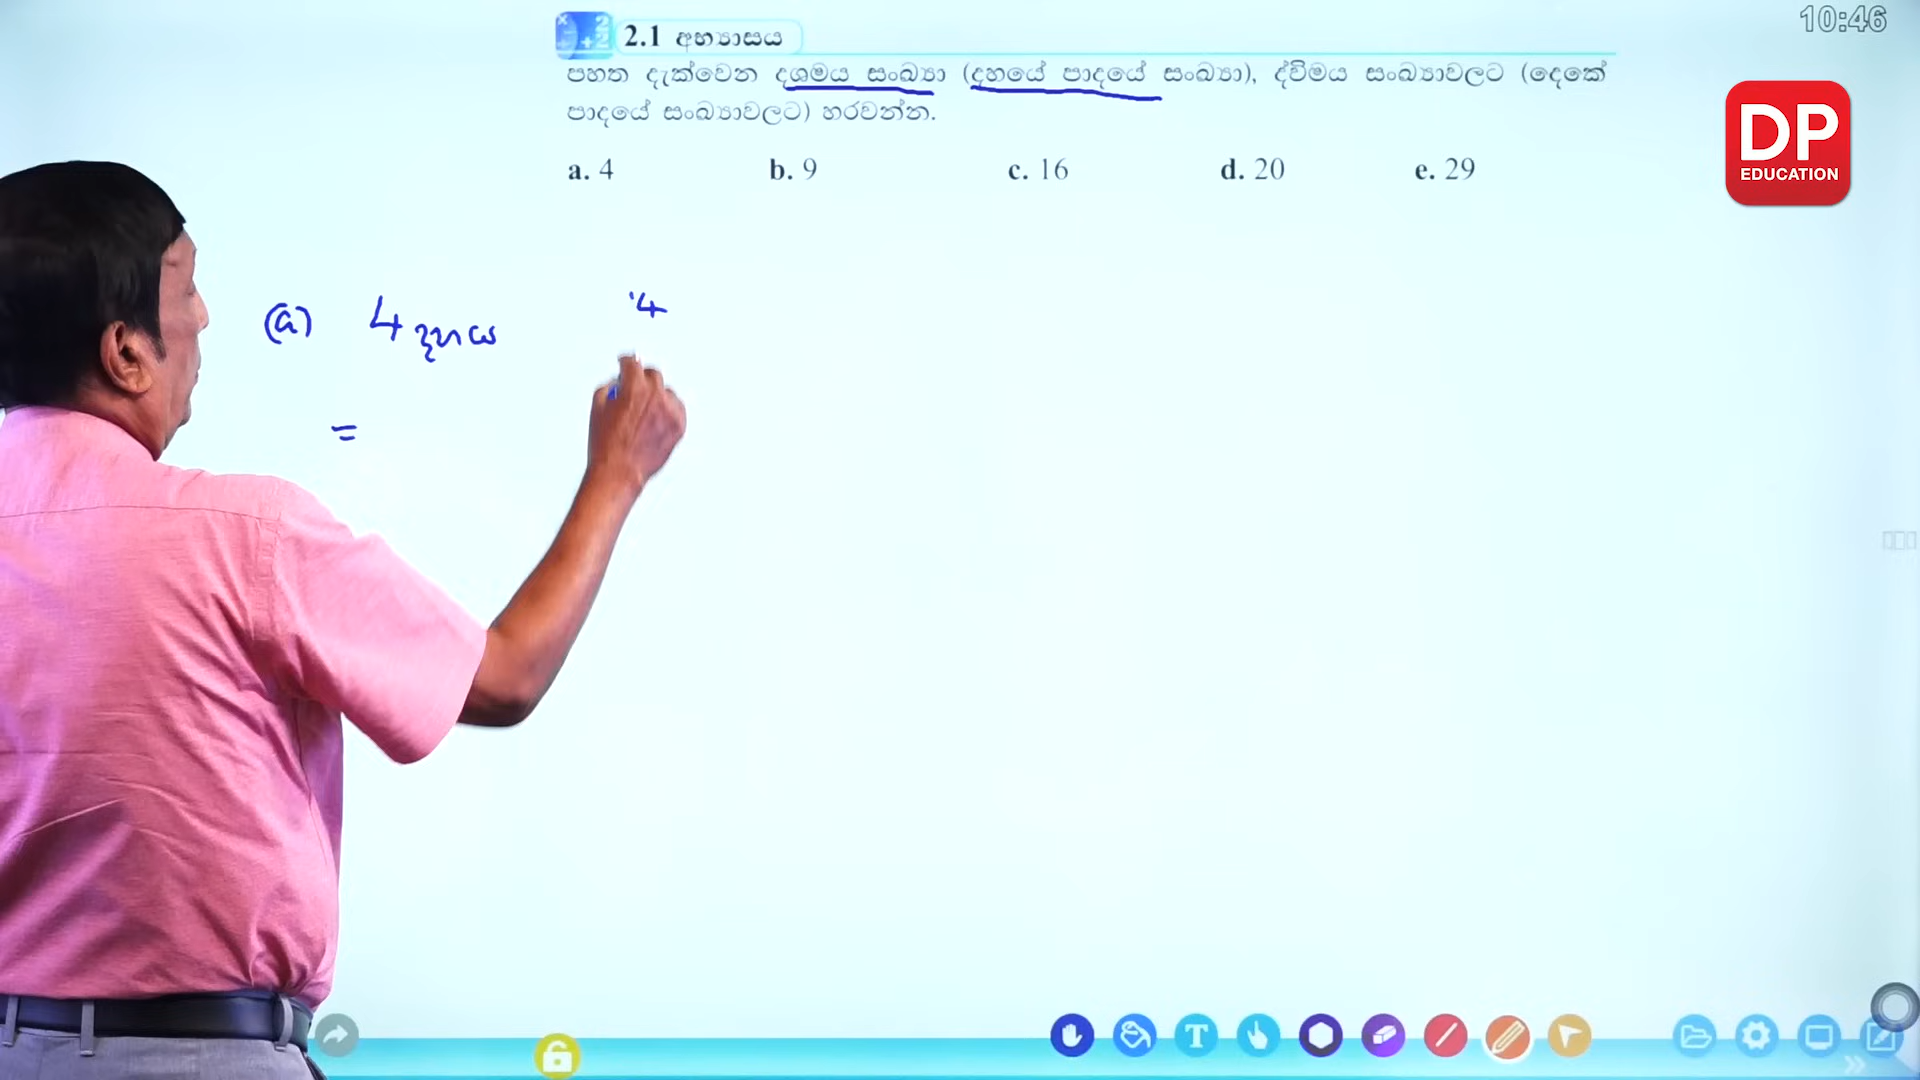 10:46
2.1 අභ්‍යාසය
පහත දැක්වෙන දශමය සංඛ්‍යා (දහයේ පාදයේ සංඛ්‍යා), ද්විමය සංඛ්‍යාවලට (දෙකේ
පාදයේ සංඛ්‍යාවලට) හරවන්න.
a. 4 b. 9 c. 16 d. 20 e. 29
DP
EDUCATION
(a) 4 දහය 4
=